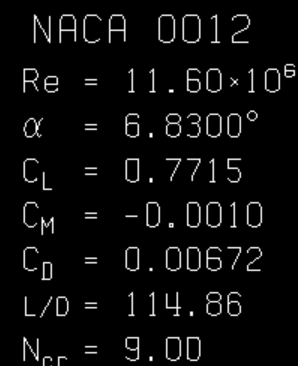 NACA 0012
Re = 11.60×10⁶
α = 6.8300°
C_L = 0.7715
C_M = -0.0010
C_D = 0.00672
L/D = 114.86
N_cr = 9.00